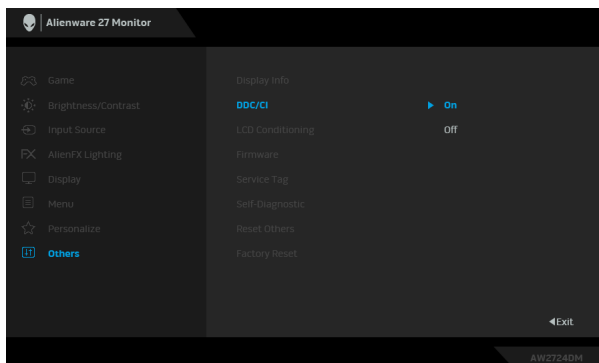 Alienware 27 Monitor
Game
Brightness/Contrast
Input Source
FX AlienFX Lighting
Display
Menu
Personalize
Others
Display Info
DDC/CI
LCD Conditioning
Firmware
Service Tag
Self-Diagnostic
Reset Others
Factory Reset
On
Off
Exit
AW2724DM